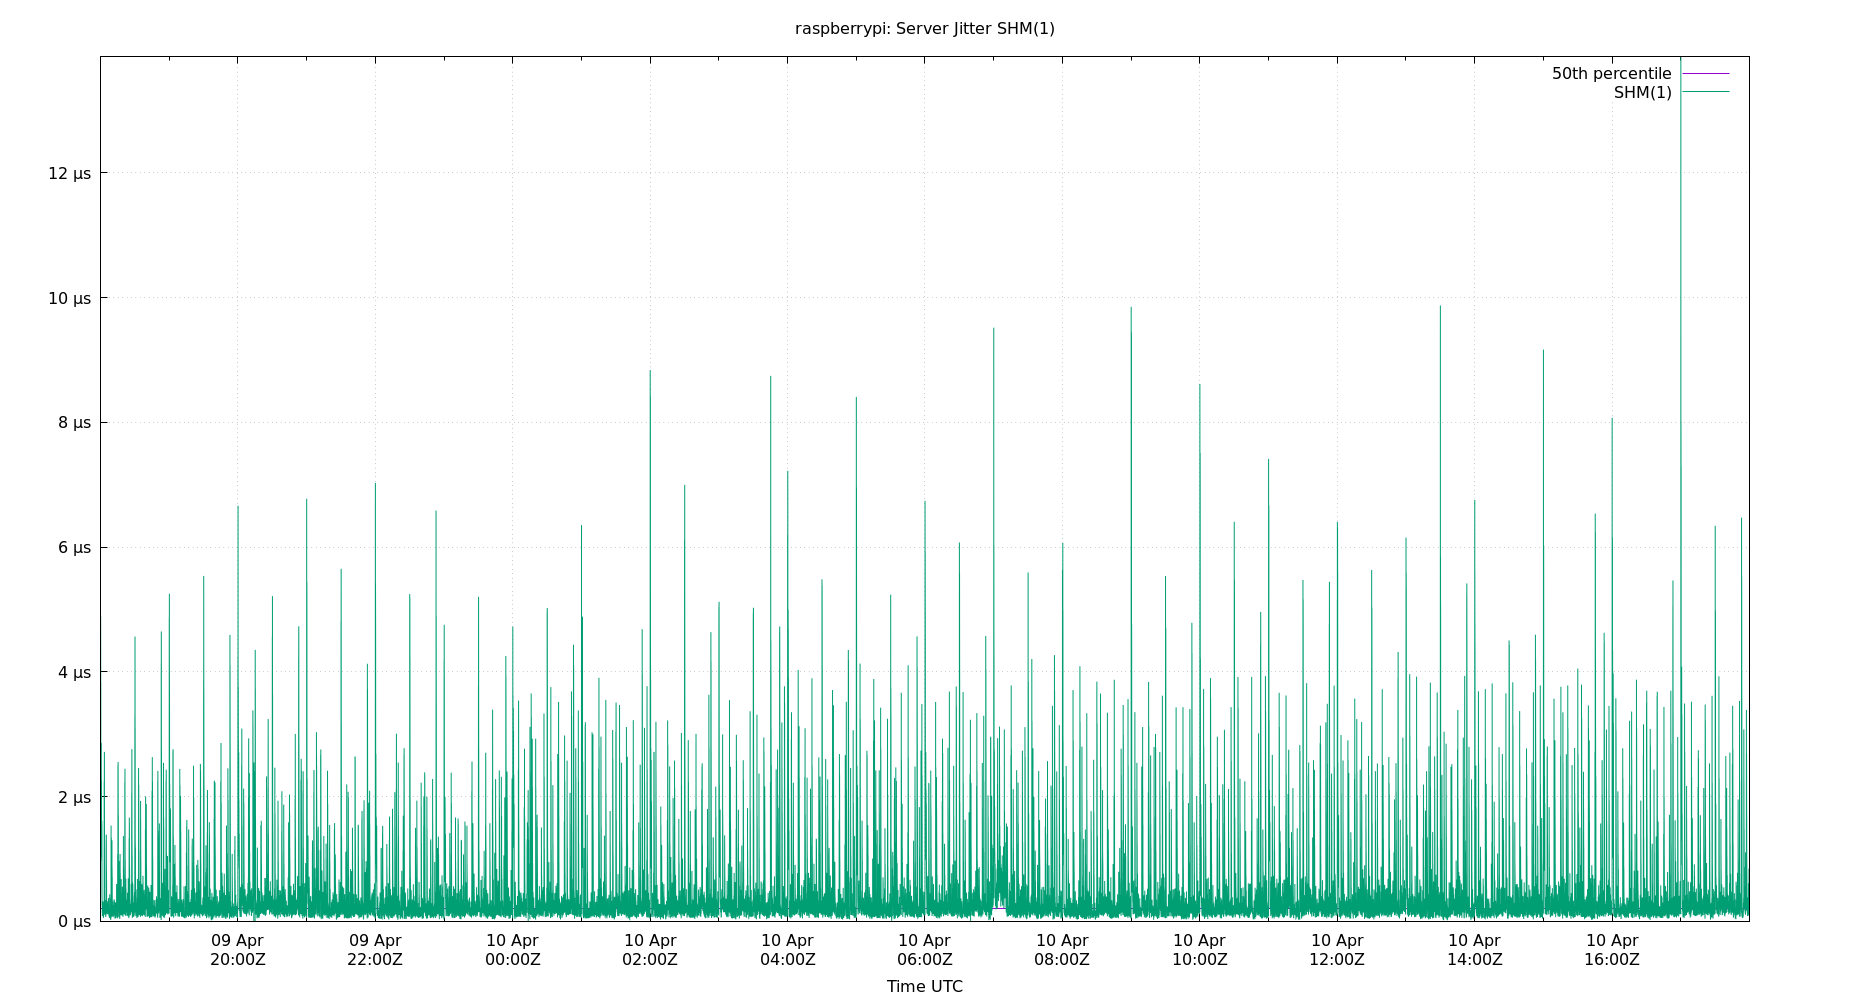 raspberrypi: Server Jitter SHM(1)
50th percentile
SHM(1)
12 µs
10 µs
8 µs
6 µs
4 µs
2 µs
0 µs
09 Apr 09 Apr 10 Apr 10 Apr 10 Apr 10 Apr 10 Apr 10 Apr 10 Apr 10 Apr 10 Apr
20:00Z 22:00Z 00:00Z 02:00Z 04:00Z 06:00Z 08:00Z 10:00Z 12:00Z 14:00Z 16:00Z
Time UTC